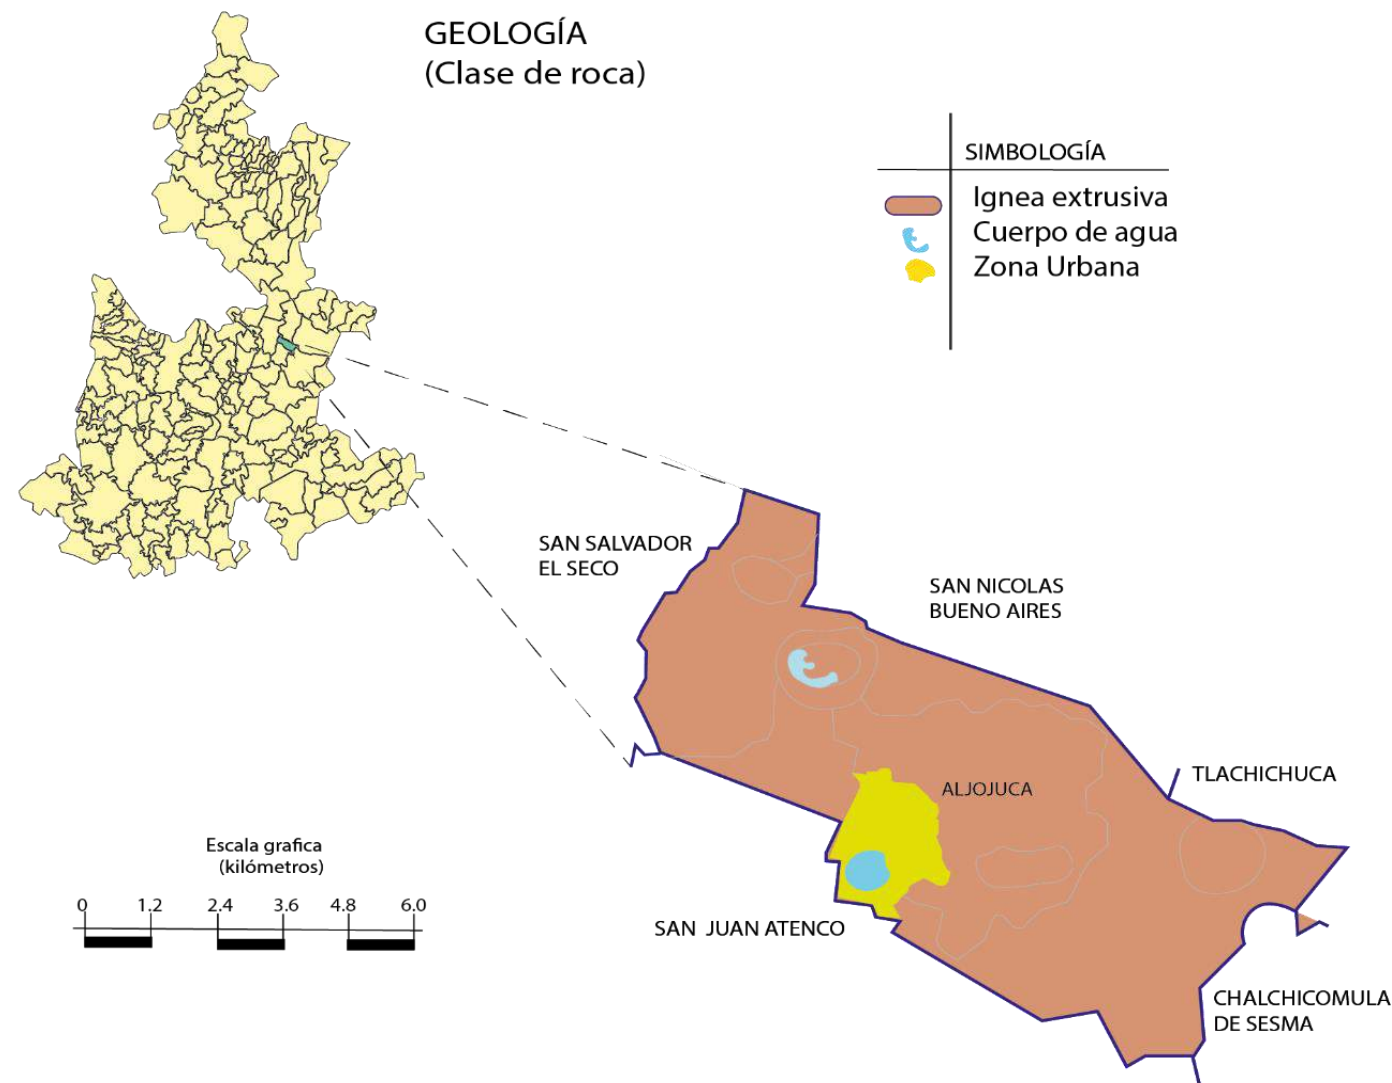 GEOLOGÍA
(Clase de roca)
SIMBOLOGÍA
Ignea extrusiva
Cuerpo de agua
Zona Urbana
SAN SALVADOR
EL SECO
SAN NICOLAS
BUENO AIRES
TLACHICHUCA
ALJOJUCA
Escala grafica
(kilómetros)
0 1.2 2.4 3.6 4.8 6.0
SAN JUAN ATENCO
CHALCHICOMULA
DE SESMA